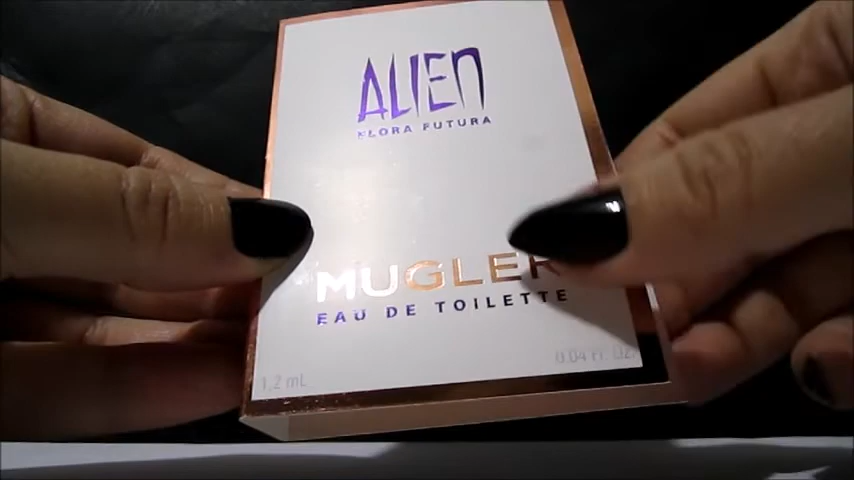 ALIEN
FLORA FUTURA
MUGLER
EAU DE TOILETTE
1,2 mL 0.04 Fl. Oz.